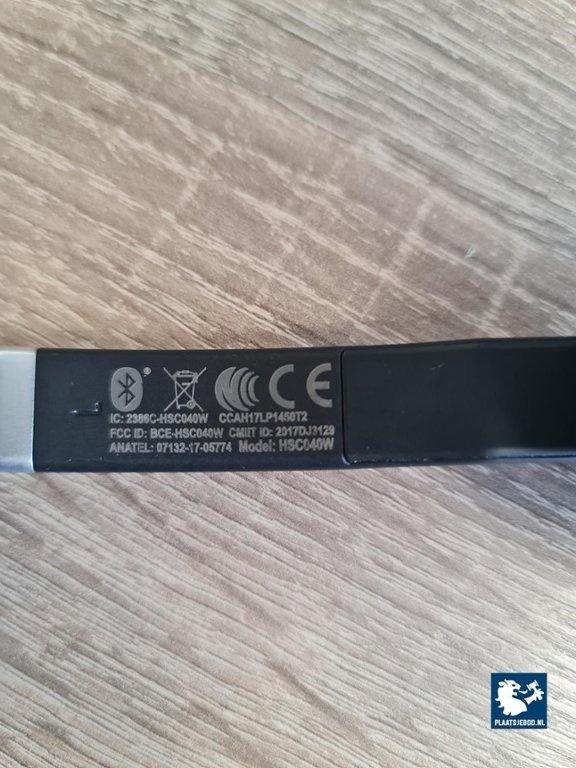 IC: 2386C-HSC040W CCAH17LP1450T2
FCC ID: BCE-HSC040W CMIIT ID: 2017DJ3129
ANATEL: 07132-17-05774 Model: HSC040W
PLAATSJEBOD.NL